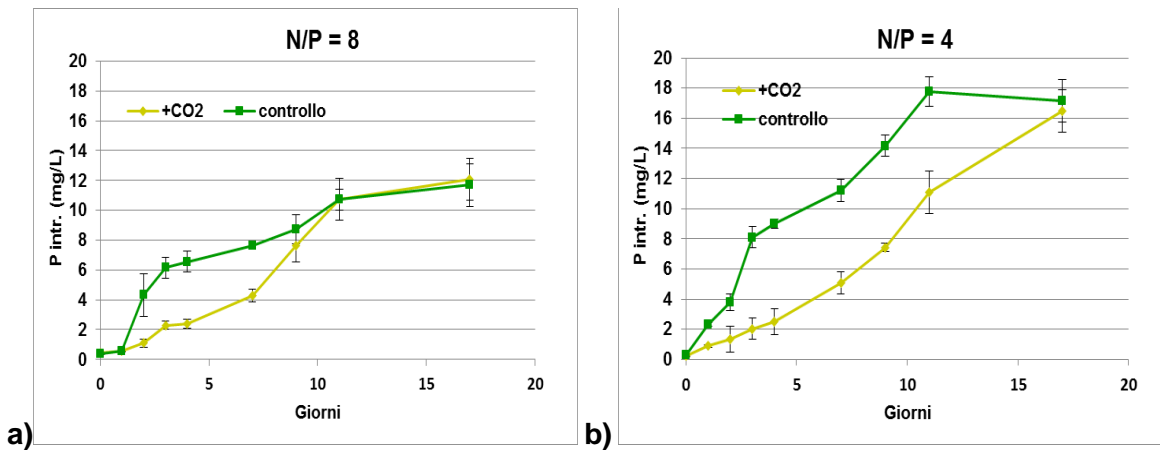 N/P = 8
20
18
16
14
12
10
8
6
4
2
0
P intr. (mg/L)
+CO2 controllo
0 5 10 15 20
Giorni
a)
N/P = 4
20
18
16
14
12
10
8
6
4
2
0
P intr. (mg/L)
+CO2
controllo
0 5 10 15 20
Giorni
b)